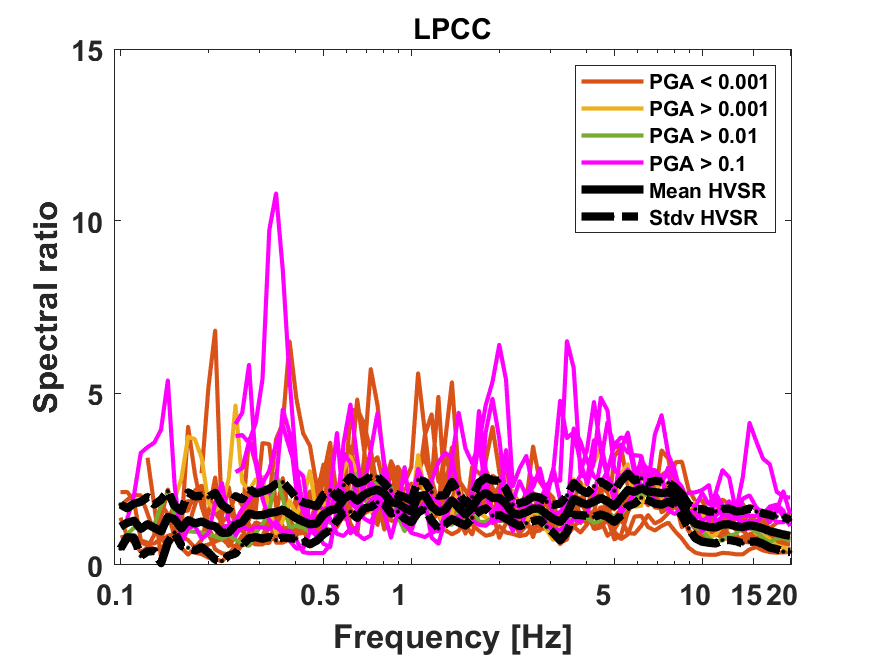 LPCC
15
10
5
0
Spectral ratio
PGA < 0.001
PGA > 0.001
PGA > 0.01
PGA > 0.1
Mean HVSR
Stdv HVSR
0.1 0.5 1 5 10 15 20
Frequency [Hz]